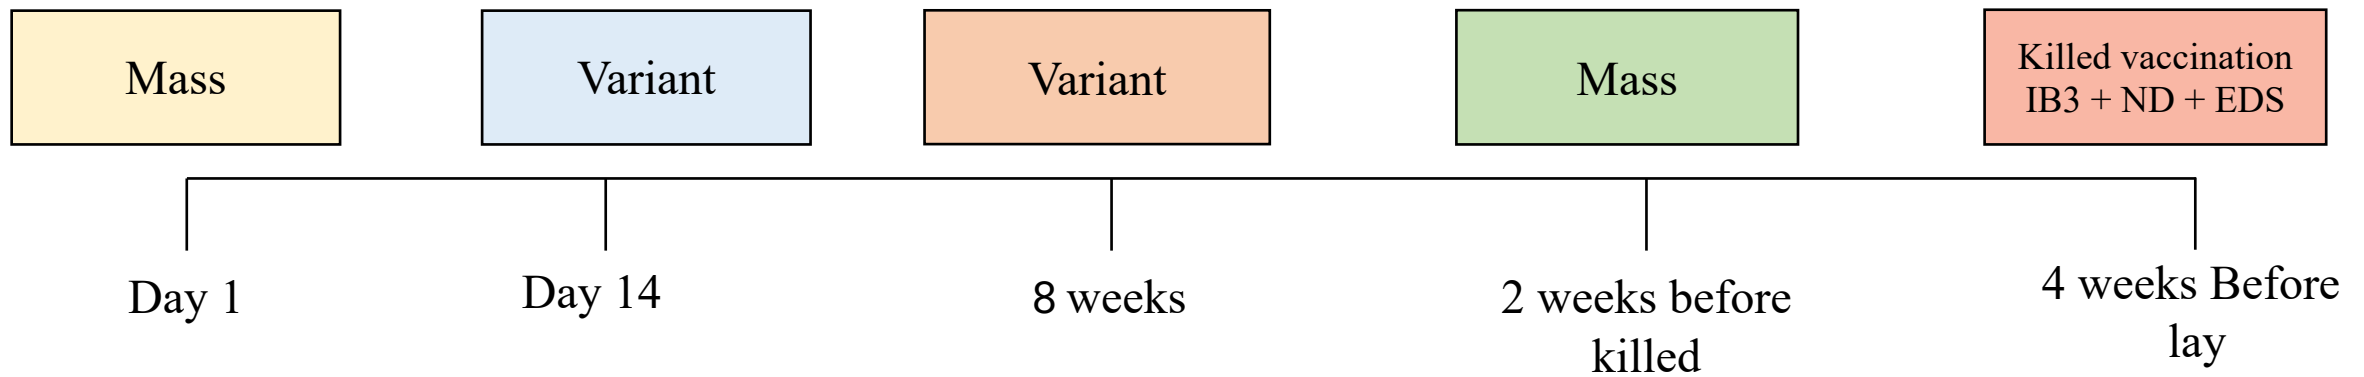 Mass
Variant
Variant
Mass
Killed vaccination
IB3 + ND + EDS
Day 1
Day 14
8 weeks
2 weeks before
killed
4 weeks Before
lay